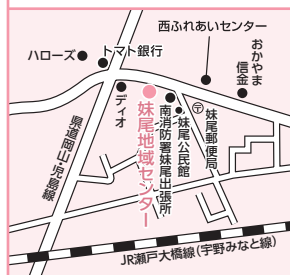 西ふれあいセンター
おかやま
信金
ハローズ
トマト銀行
ディオ
妹尾地域センター
南消防署妹尾出張所
妹尾公民館
〒
妹尾郵便局
県道岡山・児島線
JR瀬戸大橋線(宇野みなと線)